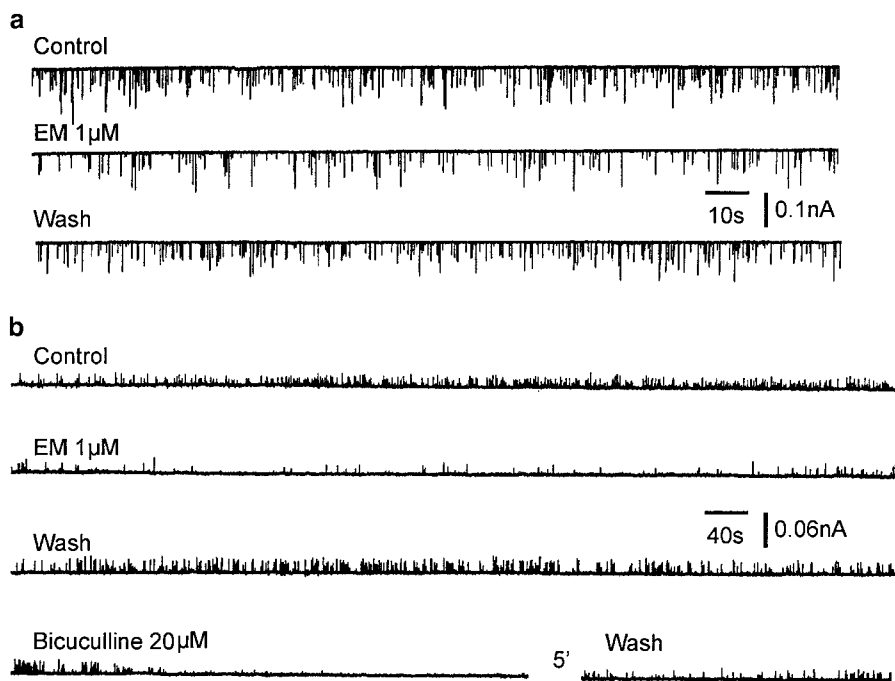 a
Control
EM 1µM
10s 0.1nA
Wash
b
Control
EM 1µM
40s 0.06nA
Wash
Bicuculline 20µM 5' Wash